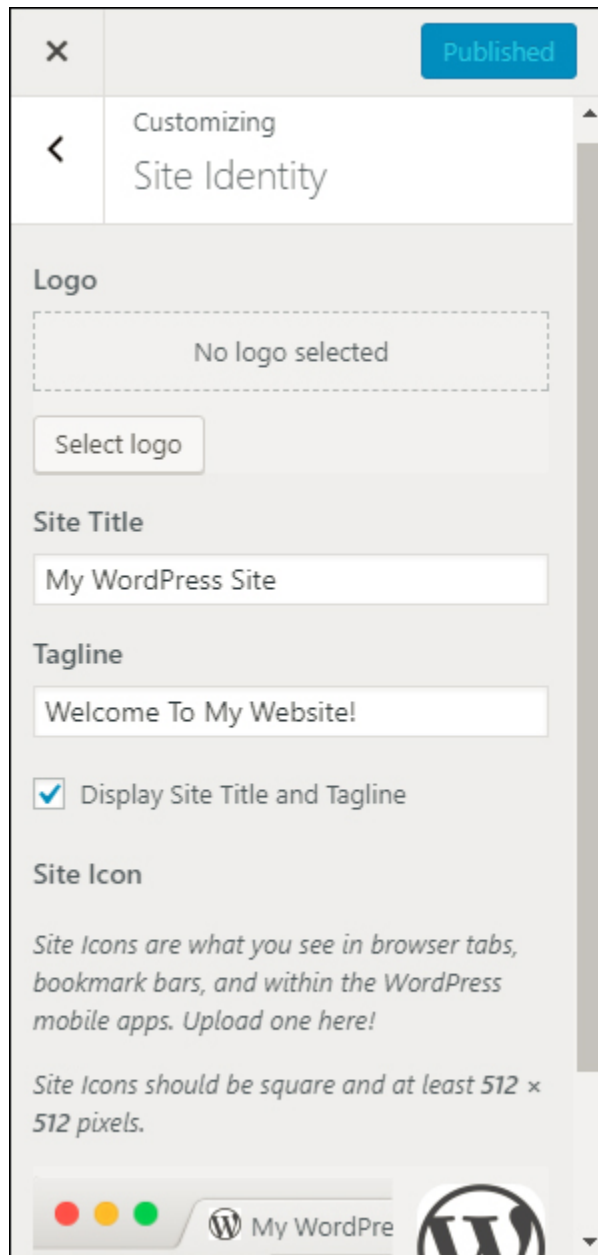 Published
Customizing
Site Identity
Logo
No logo selected
Select logo
Site Title
My WordPress Site
Tagline
Welcome To My Website!
Display Site Title and Tagline
Site Icon
Site Icons are what you see in browser tabs,
bookmark bars, and within the WordPress
mobile apps. Upload one here!
Site Icons should be square and at least 512 ×
512 pixels.
My WordPre